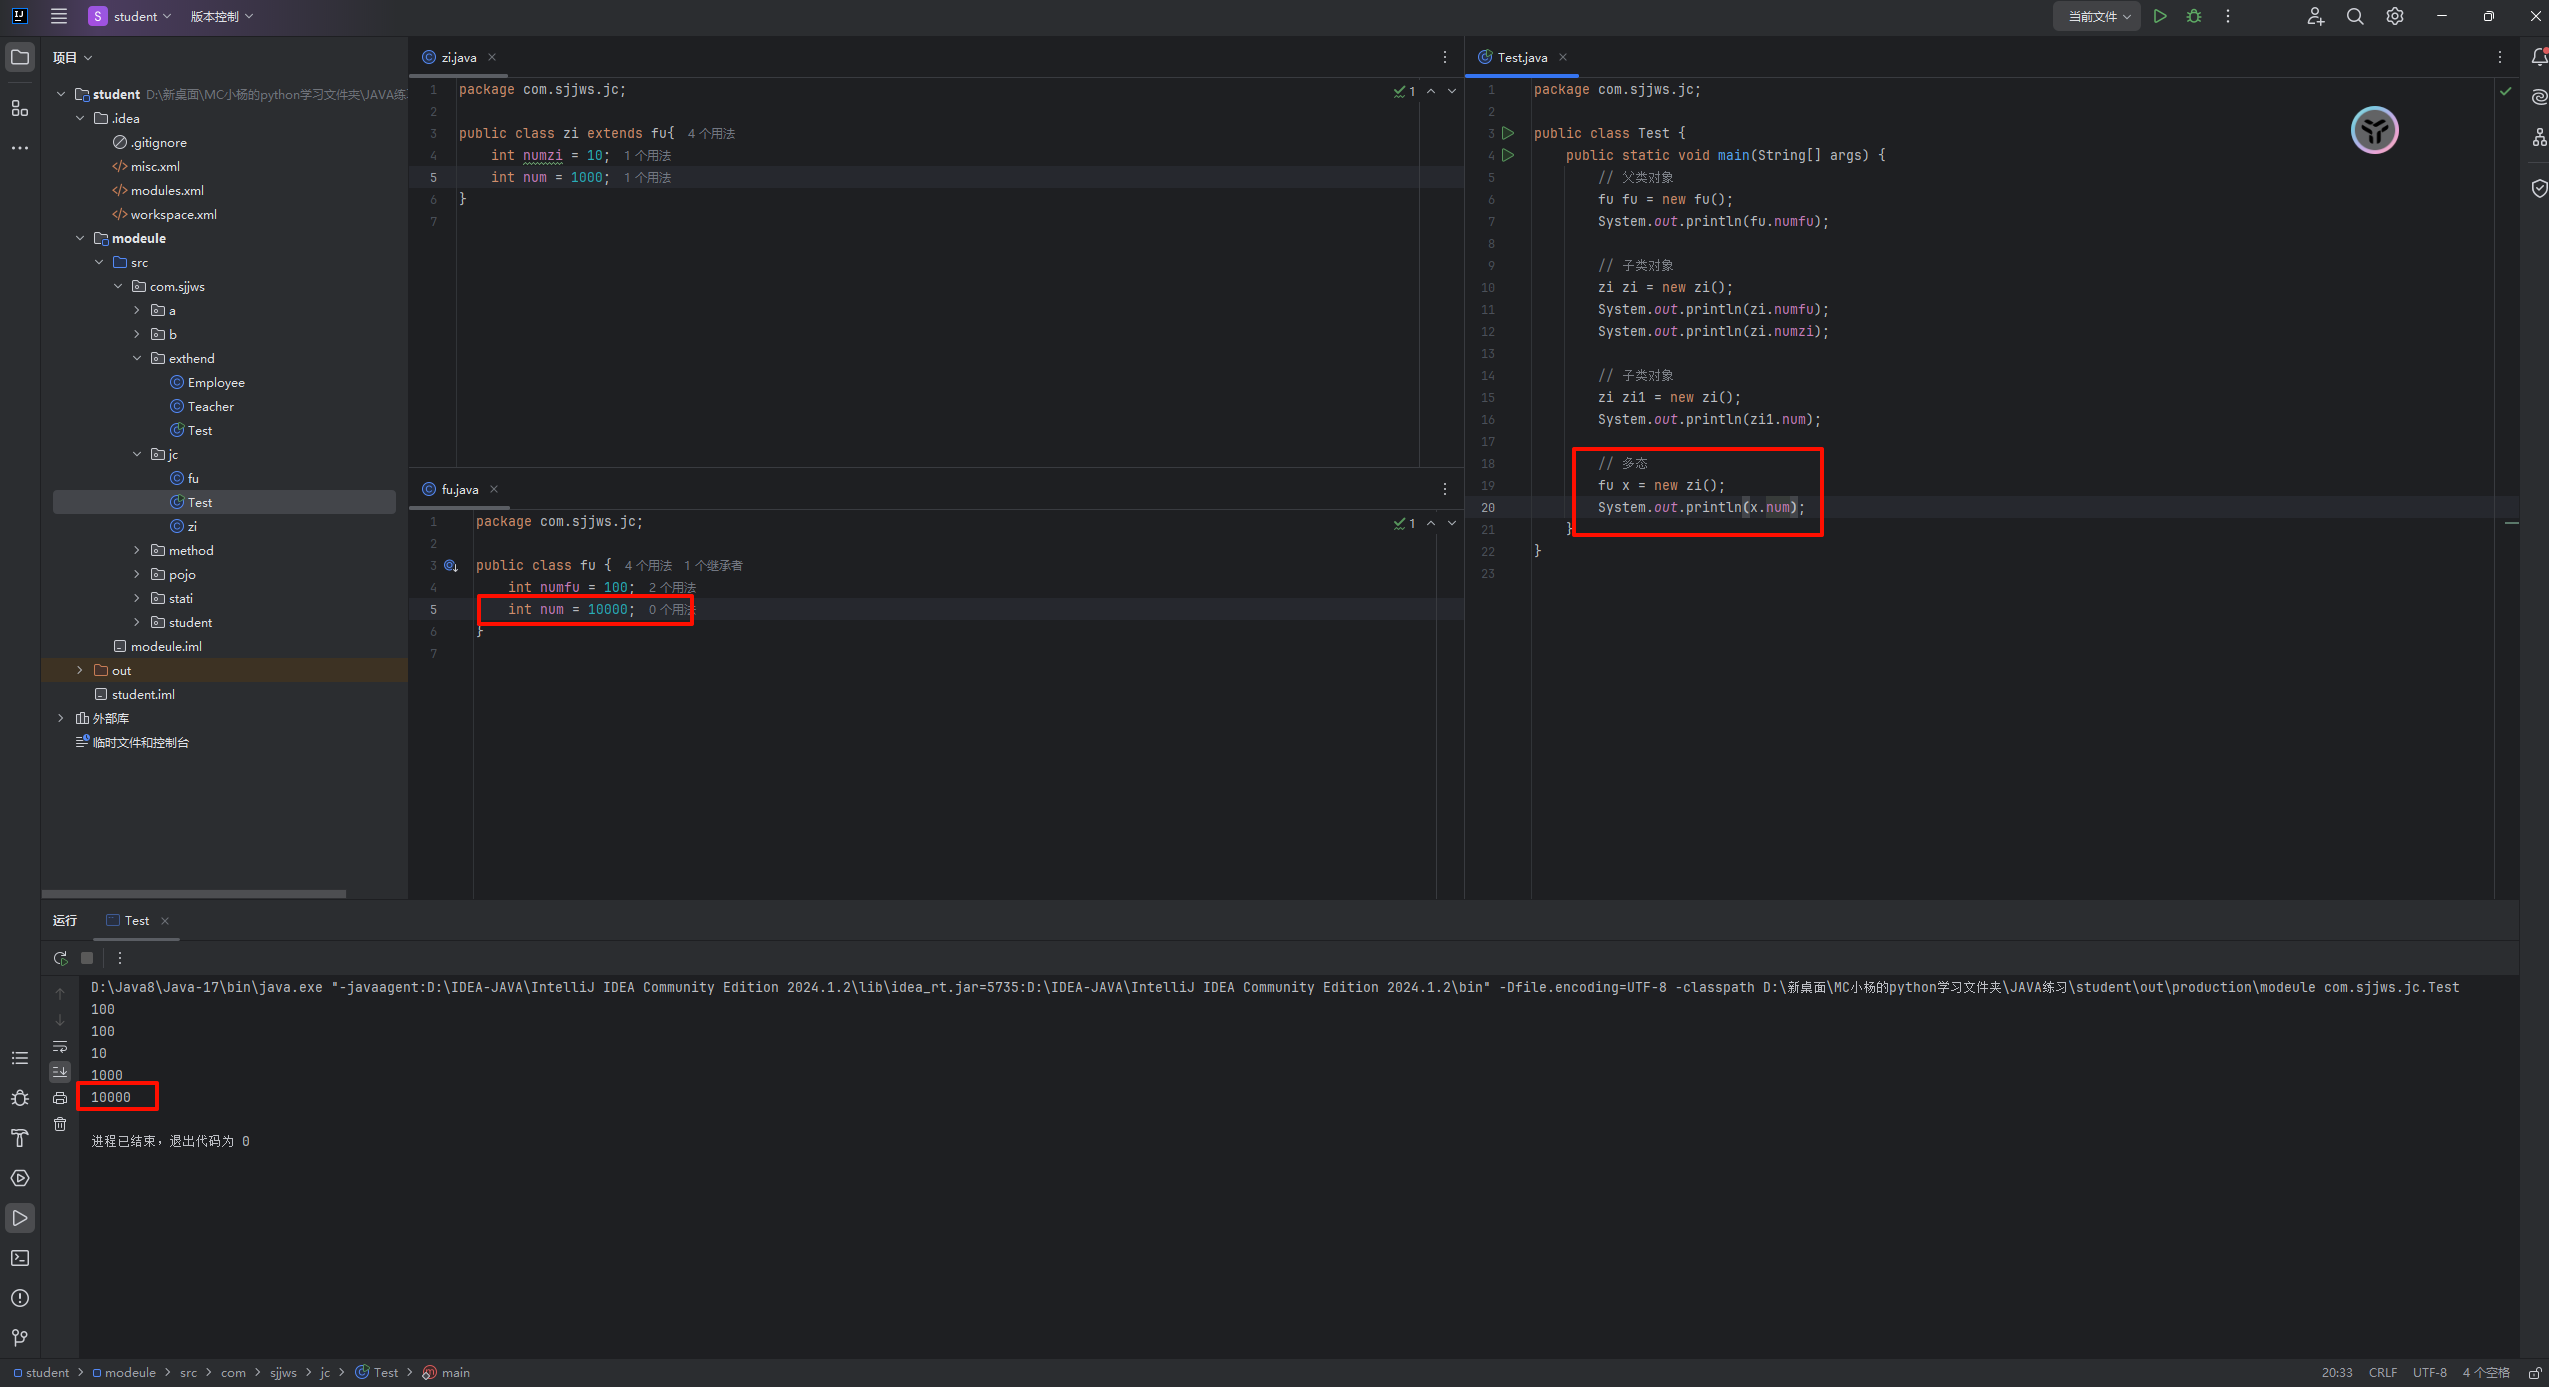 S student 版本控制 当前文件
项目
student D:\新桌面\MC小杨的python学习文件夹\JAVA练
.idea
.gitignore
misc.xml
modules.xml
workspace.xml
modeule
src
com.sjjws
a
b
exthend
Employee
Teacher
Test
jc
fu
Test
zi
method
pojo
stati
student
modeule.iml
out
student.iml
外部库
临时文件和控制台
zi.java
1 package com.sjjws.jc;
2
3 public class zi extends fu{ 4 个用法
4 int numzi = 10; 1 个用法
5 int num = 1000; 1 个用法
6 }
7
1
fu.java
1 package com.sjjws.jc;
2
3 public class fu { 4 个用法 1 个继承者
4 int numfu = 100; 2 个用法
5 int num = 10000; 0 个用法
6 }
7
1
Test.java
1 package com.sjjws.jc;
2
3 public class Test {
4 public static void main(String[] args) {
5 // 父类对象
6 fu fu = new fu();
7 System.out.println(fu.numfu);
8
9 // 子类对象
10 zi zi = new zi();
11 System.out.println(zi.numfu);
12 System.out.println(zi.numzi);
13
14 // 子类对象
15 zi zi1 = new zi();
16 System.out.println(zi1.num);
17
18 // 多态
19 fu x = new zi();
20 System.out.println(x.num);
21 }
22 }
23
运行 Test
D:\Java8\Java-17\bin\java.exe "-javaagent:D:\IDEA-JAVA\IntelliJ IDEA Community Edition 2024.1.2\lib\idea_rt.jar=5735:D:\IDEA-JAVA\IntelliJ IDEA Community Edition 2024.1.2\bin" -Dfile.encoding=UTF-8 -classpath D:\新桌面\MC小杨的python学习文件夹\JAVA练习\student\out\production\modeule com.sjjws.jc.Test
100
100
10
1000
10000
进程已结束，退出代码为 0
student > modeule > src > com > sjjws > jc > Test > main
20:33 CRLF UTF-8 4 个空格